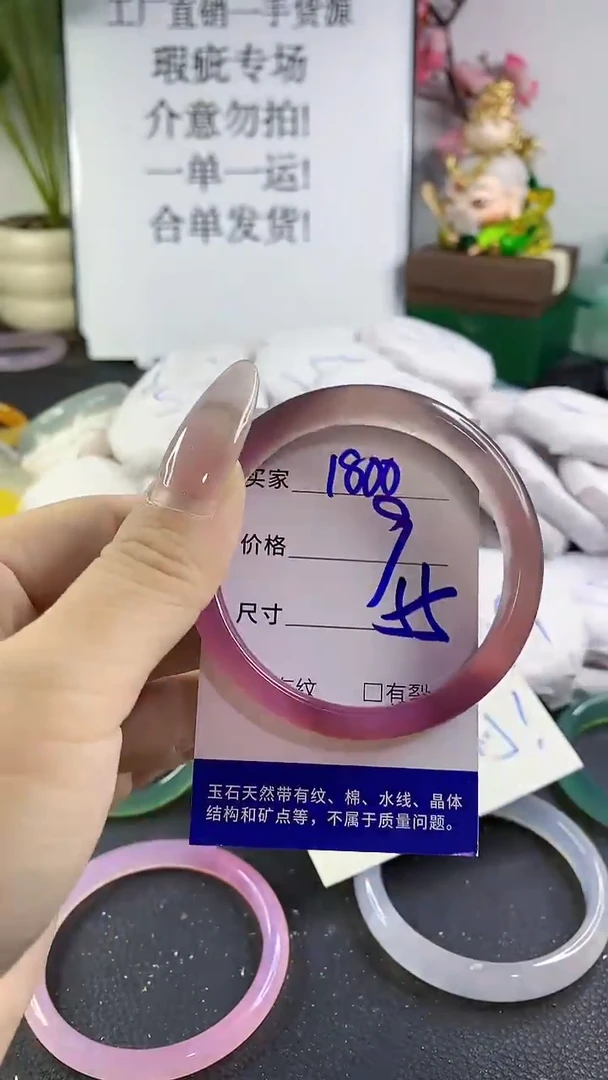 工厂直销一手货源
瑕疵专场
介意勿拍!
一单一运!
合单发货!
买家 1800
价格
尺寸
有纹 □有裂
玉石天然带有纹、棉、水线、晶体
结构和矿点等，不属于质量问题。